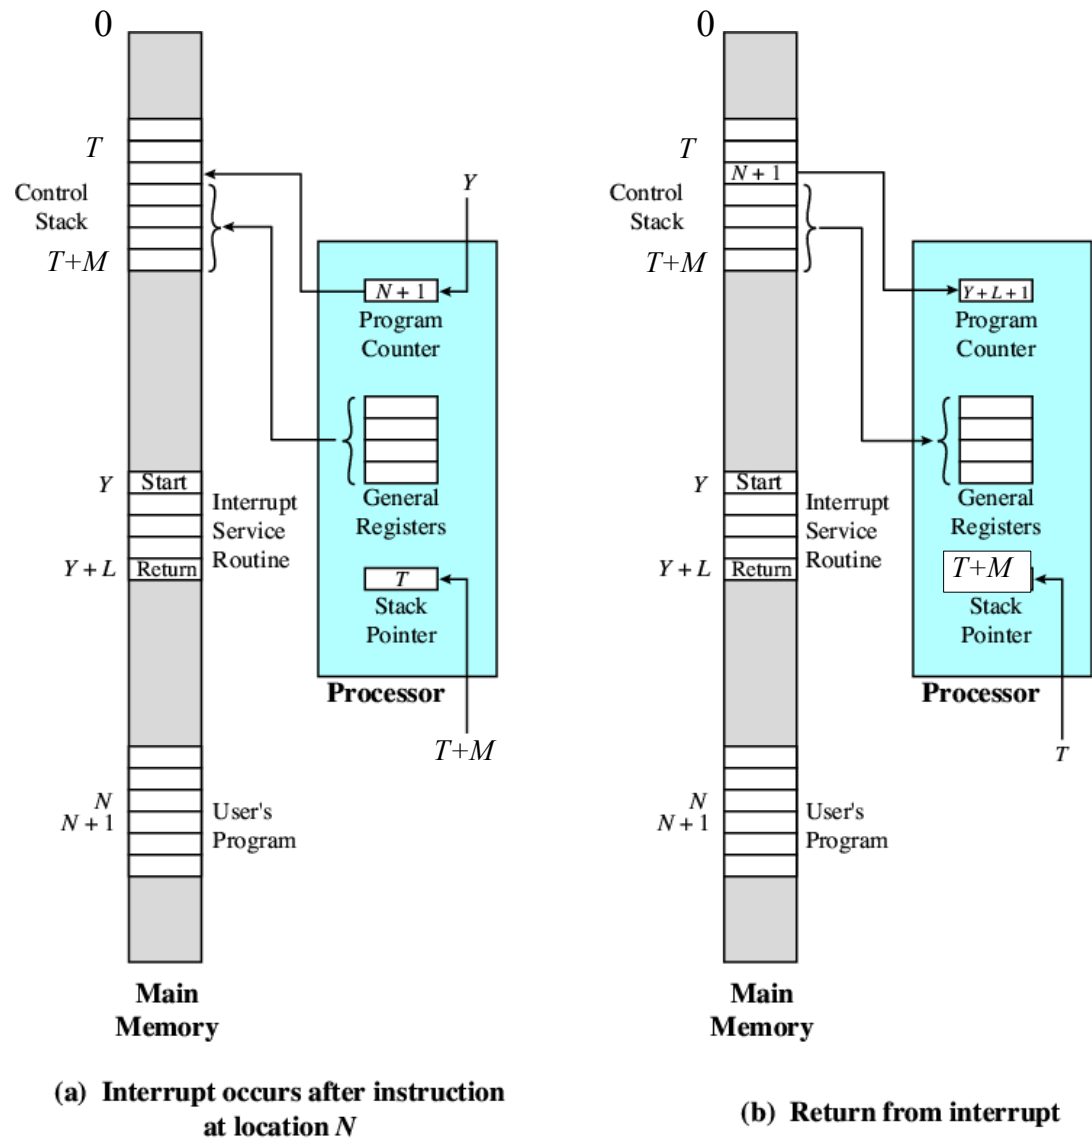 0
T
Control
Stack
T+M
Y
N + 1
Program
Counter
Y
Start
Interrupt
Service
Routine
Y + L
Return
General
Registers
T
Stack
Pointer
Processor
T+M
N
N + 1
User's
Program
Main
Memory
(a) Interrupt occurs after instruction
at location N
0
T
N + 1
Control
Stack
T+M
Y + L + 1
Program
Counter
Y
Start
Interrupt
Service
Routine
Y + L
Return
General
Registers
T+M
Stack
Pointer
Processor
T
N
N + 1
User's
Program
Main
Memory
(b) Return from interrupt